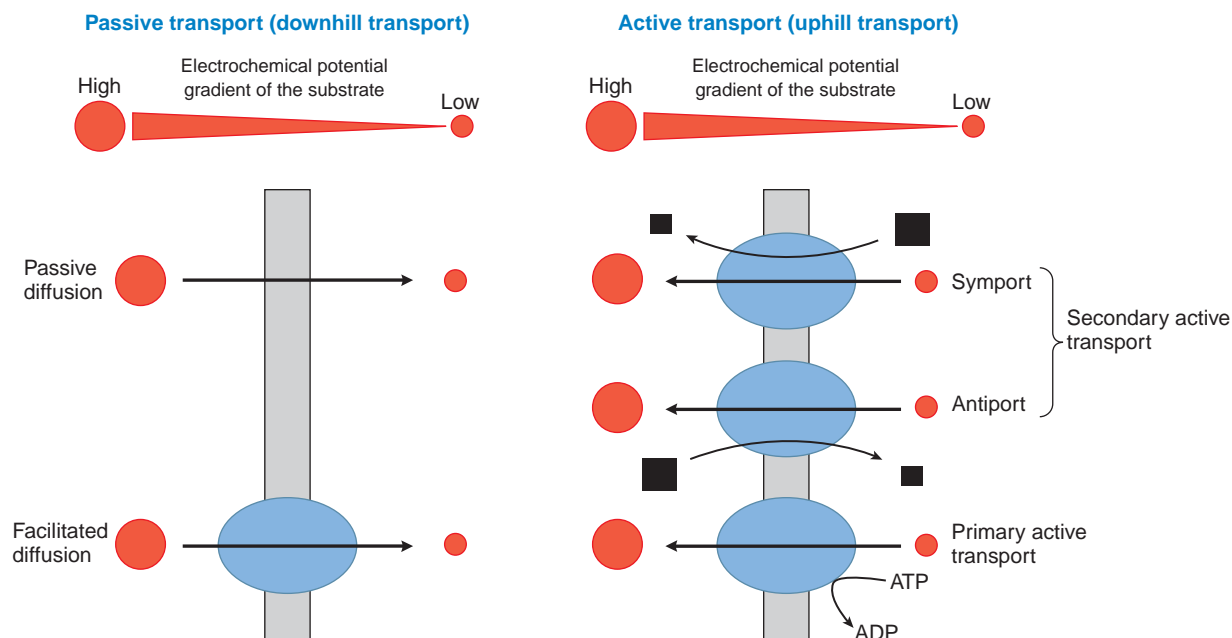 Passive transport (downhill transport)
Electrochemical potential
gradient of the substrate
High
Low
Passive
diffusion
Facilitated
diffusion
Active transport (uphill transport)
Electrochemical potential
gradient of the substrate
High
Low
Symport
Secondary active
transport
Antiport
Primary active
transport
ATP
ADP